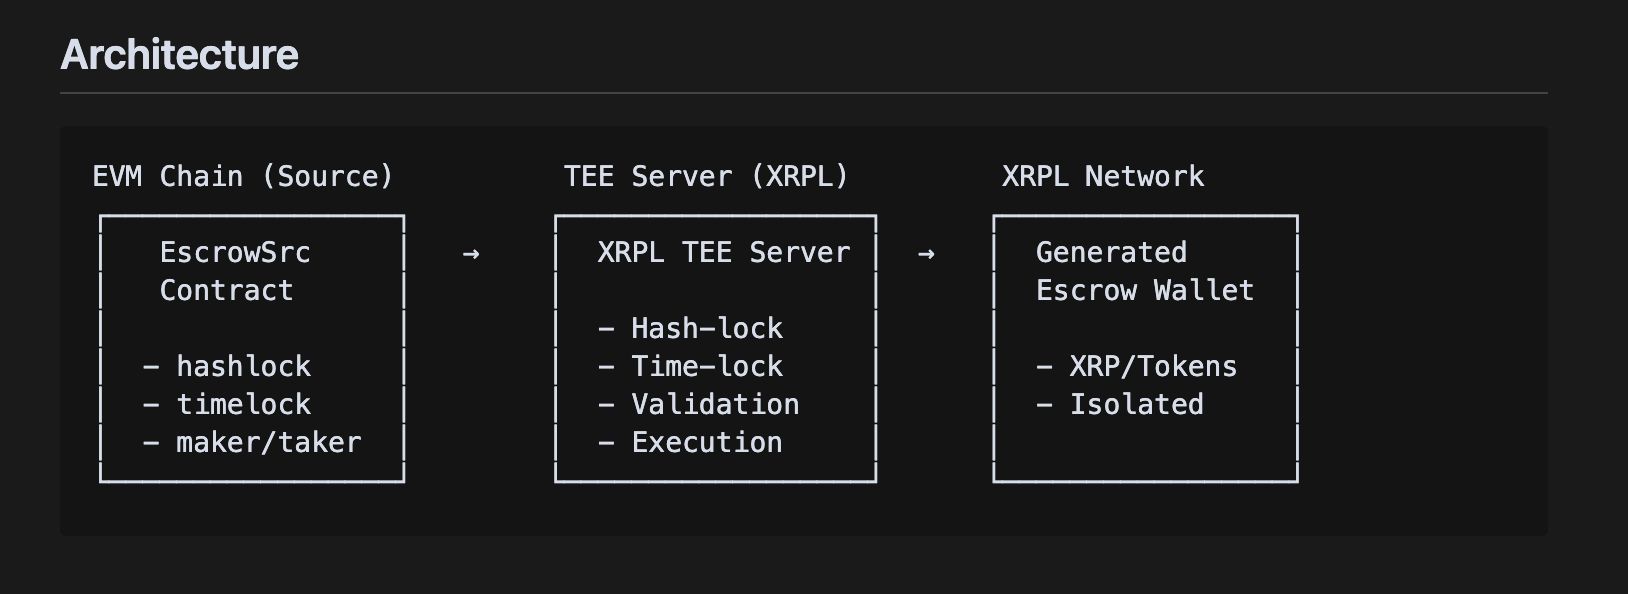 Architecture
EVM Chain (Source)
EscrowSrc
Contract
- hashlock
- timelock
- maker/taker
→
TEE Server (XRPL)
XRPL TEE Server
- Hash-lock
- Time-lock
- Validation
- Execution
→
XRPL Network
Generated
Escrow Wallet
- XRP/Tokens
- Isolated